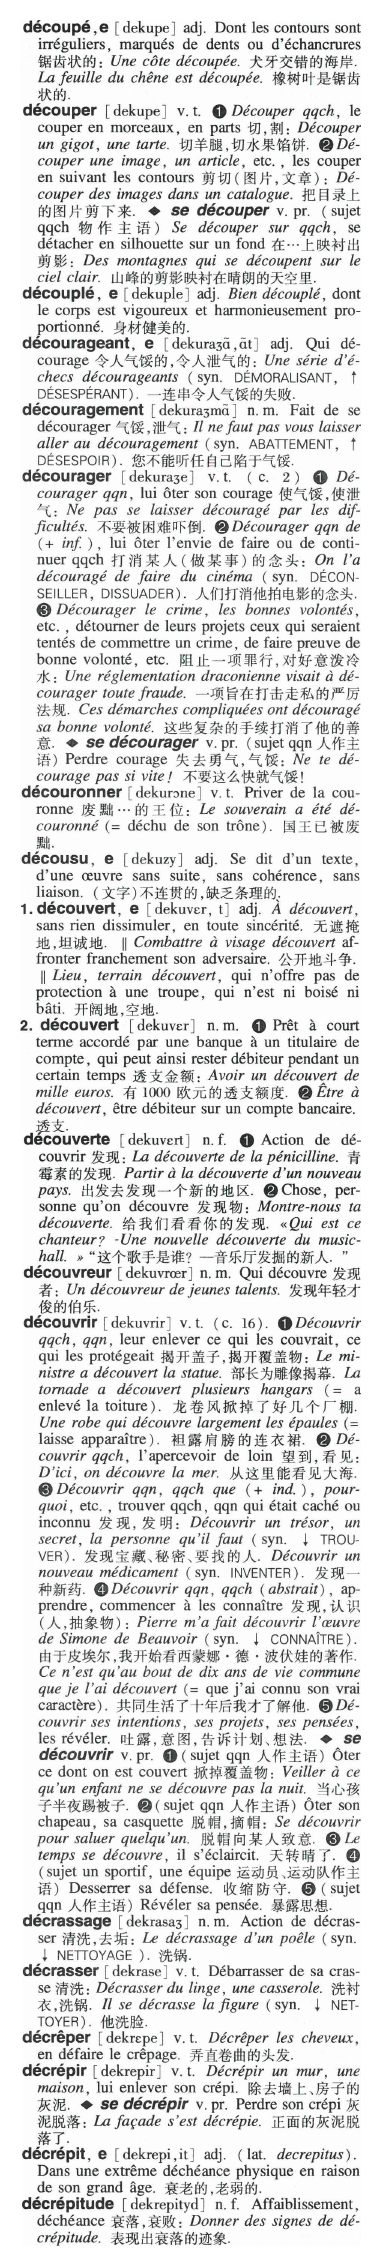 découpé, e [dekupe] adj. Dont les contours sont
irréguliers, marqués de dents ou d'échancrures
锯齿状的: Une côte découpée. 犬牙交错的海岸.
La feuille du chêne est découpée. 橡树叶是锯齿
状的.
découper [dekupe] v. t. ❶ Découper qqch, le
couper en morceaux, en parts 切,割: Découper
un gigot, une tarte. 切羊腿,切水果馅饼. ❷ Dé-
couper une image, un article, etc., les couper
en suivant les contours 剪切(图片,文章): Dé-
couper des images dans un catalogue. 把目录上
的图片剪下来. ◆ se découper v. pr. (sujet
qqch 物作主语) Se découper sur qqch, se
détacher en silhouette sur un fond 在…上映衬出
剪影: Des montagnes qui se découpent sur le
ciel clair. 山峰的剪影映衬在晴朗的天空里.
découplé, e [dekuple] adj. Bien découplé, dont
le corps est vigoureux et harmonieusement pro-
portionné. 身材健美的.
décourageant, e [dekuraʒɑ̃, ɑ̃t] adj. Qui dé-
courage 令人气馁的,令人泄气的: Une série d'é-
checs décourageants (syn. DÉMORALISANT, ↑
DÉSESPÉRANT). 一连串令人气馁的失败.
découragement [dekuraʒmɑ̃] n. m. Fait de se
décourager 气馁,泄气: Il ne faut pas vous laisser
aller au découragement (syn. ABATTEMENT, ↑
DÉSESPOIR). 您不能听任自己陷于气馁.
décourager [dekuraʒe] v. t. (c. 2) ❶ Dé-
courager qqn, lui ôter son courage 使气馁,使泄
气: Ne pas se laisser décourager par les dif-
ficultés. 不要被困难吓倒. ❷ Décourager qqn de
(+ inf.), lui ôter l'envie de faire ou de conti-
nuer qqch 打消某人(做某事)的念头: On l'a
découragé de faire du cinéma (syn. DÉCON-
SEILLER, DISSUADER). 人们打消他拍电影的念头.
❸ Décourager le crime, les bonnes volontés,
etc., détourner de leurs projets ceux qui seraient
tentés de commettre un crime, de faire preuve de
bonne volonté, etc. 阻止一项罪行,对好意泼冷
水: Une réglementation draconienne visait à dé-
courager toute fraude. 一项旨在打击走私的严厉
法规. Ces démarches compliquées ont découragé
sa bonne volonté. 这些复杂的手续打消了他的善
意. ◆ se décourager v. pr. (sujet qqn 人作主
语) Perdre courage 失去勇气,气馁: Ne te dé-
courage pas si vite! 不要这么快就气馁!
découronner [dekurɔne] v. t. Priver de la cou-
ronne 废黜…的王位: Le souverain a été dé-
couronné (= déchu de son trône). 国王已被废
黜.
décousu, e [dekuzy] adj. Se dit d'un texte,
d'une œuvre sans suite, sans cohérence, sans
liaison. (文字)不连贯的,缺乏条理的.
1. découvert, e [dekuvɛr, t] adj. À découvert,
sans rien dissimuler, en toute sincérité. 无遮掩
地,坦诚地. ‖ Combattre à visage découvert af-
fronter franchement son adversaire. 公开地斗争.
‖ Lieu, terrain découvert, qui n'offre pas de
protection à une troupe, qui n'est ni boisé ni
bâti. 开阔地,空地.
2. découvert [dekuvɛr] n. m. ❶ Prêt à court
terme accordé par une banque à un titulaire de
compte, qui peut ainsi rester débiteur pendant un
certain temps 透支金额: Avoir un découvert de
mille euros. 有 1000 欧元的透支额度. ❷ Être à
découvert, être débiteur sur un compte bancaire.
透支.
découverte [dekuvɛrt] n. f. ❶ Action de dé-
couvrir 发现: La découverte de la pénicilline. 青
霉素的发现. Partir à la découverte d'un nouveau
pays. 出发去发现一个新的地区. ❷ Chose, per-
sonne qu'on découvre 发现物: Montre-nous ta
découverte. 给我们看看你的发现. «Qui est ce
chanteur? -Une nouvelle découverte du music-
hall. » “这个歌手是谁? —音乐厅发掘的新人. ”
découvreur [dekuvrœr] n. m. Qui découvre 发现
者: Un découvreur de jeunes talents. 发现年轻才
俊的伯乐.
découvrir [dekuvrir] v. t. (c. 16). ❶ Découvrir
qqch, qqn, leur enlever ce qui les couvrait, ce
qui les protégeait 揭开盖子,揭开覆盖物: Le mi-
nistre a découvert la statue. 部长为雕像揭幕. La
tornade a découvert plusieurs hangars (= a
enlevé la toiture). 龙卷风掀掉了好几个厂棚.
Une robe qui découvre largement les épaules (=
laisse apparaître). 袒露肩膀的连衣裙. ❷ Dé-
couvrir qqch, l'apercevoir de loin 望到,看见:
D'ici, on découvre la mer. 从这里能看见大海.
❸ Découvrir qqn, qqch que (+ ind.), pour-
quoi, etc., trouver qqch, qqn qui était caché ou
inconnu 发现,发明: Découvrir un trésor, un
secret, la personne qu'il faut (syn. ↓ TROU-
VER). 发现宝藏、秘密、要找的人. Découvrir un
nouveau médicament (syn. INVENTER). 发现一
种新药. ❹ Découvrir qqn, qqch (abstrait), ap-
prendre, commencer à les connaître 发现,认识
(人,抽象物): Pierre m'a fait découvrir l'œuvre
de Simone de Beauvoir (syn. ↓ CONNAÎTRE).
由于皮埃尔,我开始看西蒙娜·德·波伏娃的著作.
Ce n'est qu'au bout de dix ans de vie commune
que je l'ai découvert (= que j'ai connu son vrai
caractère). 共同生活了十年后我才了解他. ❺ Dé-
couvrir ses intentions, ses projets, ses pensées,
les révéler. 吐露,意图,告诉计划、想法. ◆ se
découvrir v. pr. ❶ (sujet qqn 人作主语) Ôter
ce dont on est couvert 掀掉覆盖物: Veiller à ce
qu'un enfant ne se découvre pas la nuit. 当心孩
子半夜踢被子. ❷ (sujet qqn 人作主语) Ôter son
chapeau, sa casquette 脱帽,摘帽: Se découvrir
pour saluer quelqu'un. 脱帽向某人致意. ❸ Le
temps se découvre, il s'éclaircit. 天转晴了. ❹
(sujet un sportif, une équipe 运动员、运动队作主
语) Desserrer sa défense. 收缩防守. ❺ (sujet
qqn 人作主语) Révéler sa pensée. 暴露思想.
décrassage [dekrasaʒ] n. m. Action de décras-
ser 清洗,去垢: Le décrassage d'un poêle (syn.
↓ NETTOYAGE). 洗锅.
décrasser [dekrase] v. t. Débarrasser de sa cras-
se 清洗: Décrasser du linge, une casserole. 洗衬
衣,洗锅. Il se décrasse la figure (syn. ↓ NET-
TOYER). 他洗脸.
décrêper [dekrɛpe] v. t. Décrêper les cheveux,
en défaire le crêpage. 弄直卷曲的头发.
décrépir [dekrepir] v. t. Décrépir un mur, une
maison, lui enlever son crépi. 除去墙上、房子的
灰泥. ◆ se décrépir v. pr. Perdre son crépi 灰
泥脱落: La façade s'est décrépie. 正面的灰泥脱
落了.
décrépit, e [dekrepi, it] adj. (lat. decrepitus).
Dans une extrême déchéance physique en raison
de son grand âge. 衰老的,老弱的.
décrépitude [dekrepityd] n. f. Affaiblissement,
déchéance 衰落,衰败: Donner des signes de dé-
crépitude. 表现出衰落的迹象.